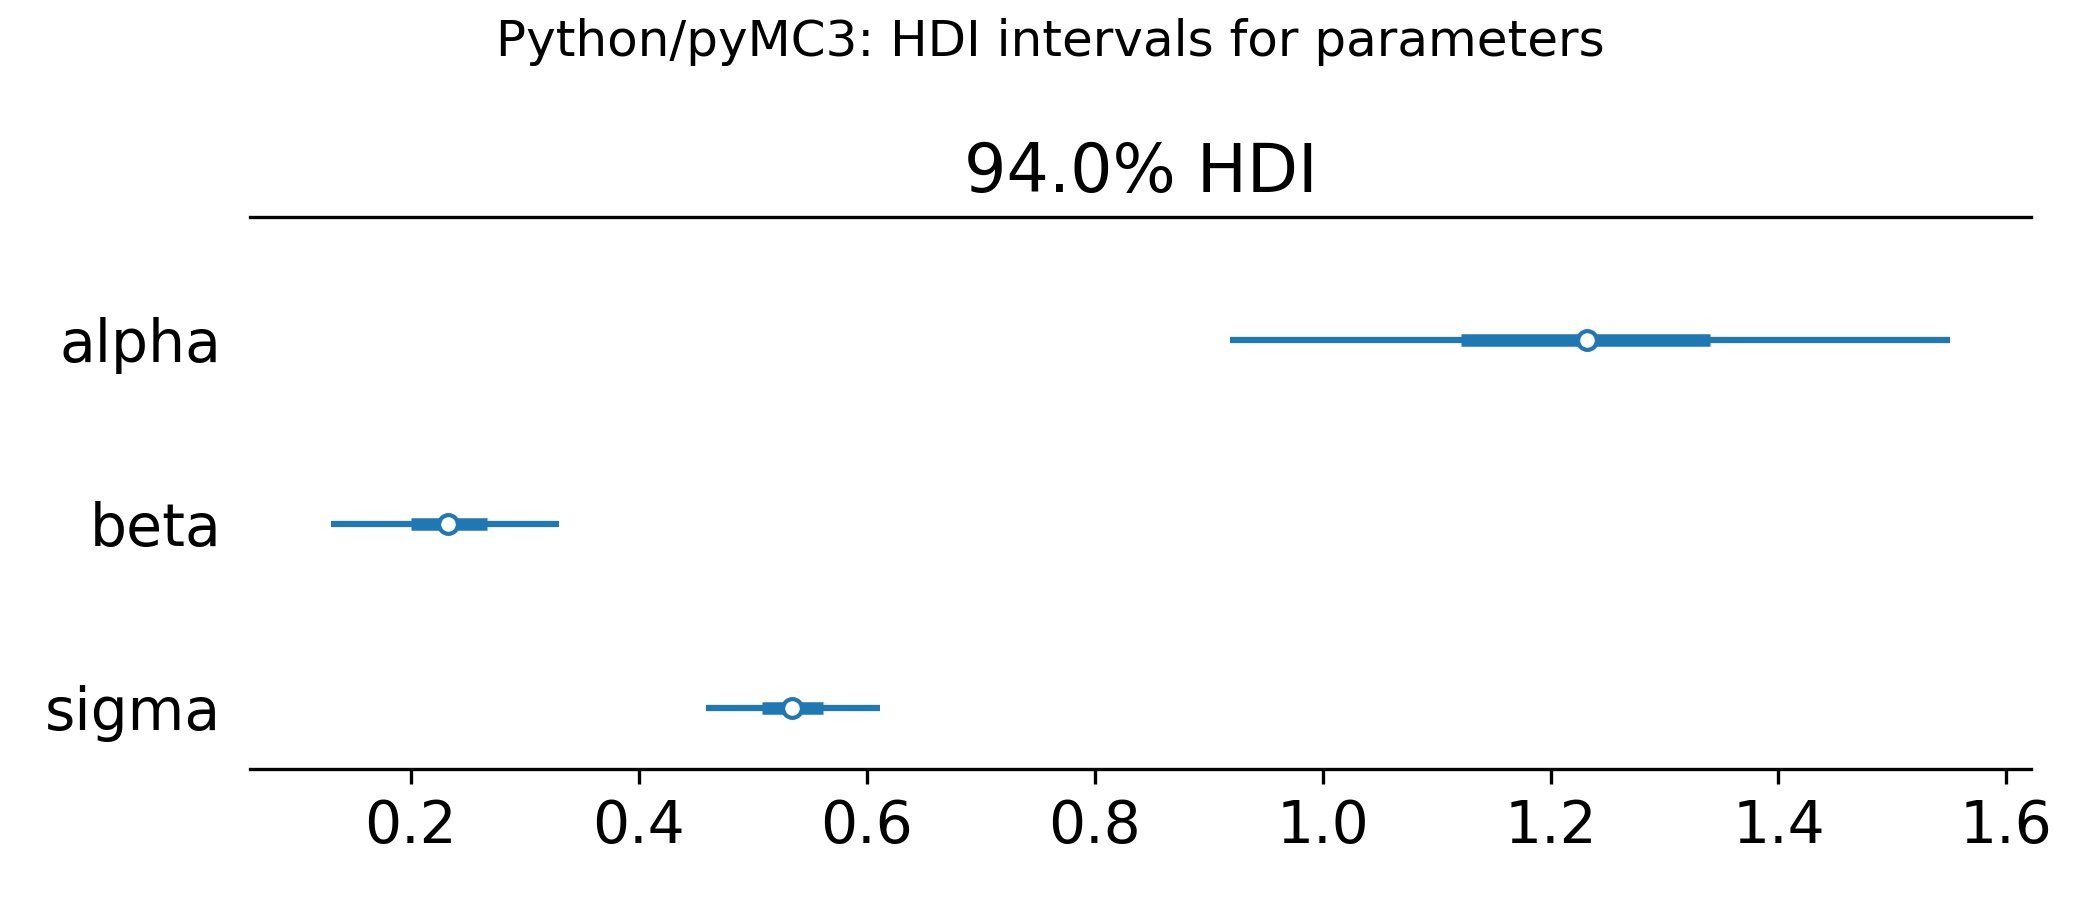 Python/pyMC3: HDI intervals for parameters
94.0% HDI
alpha
beta
sigma
0.2 0.4 0.6 0.8 1.0 1.2 1.4 1.6